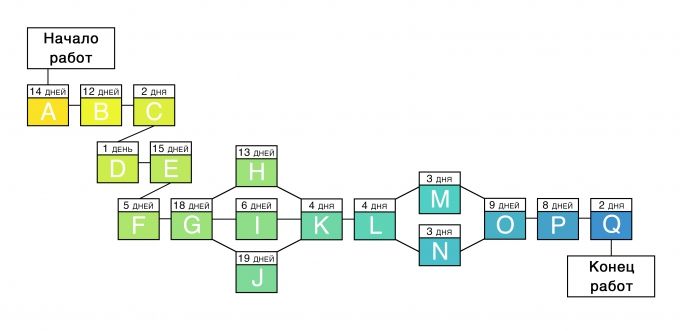 Начало
работ
14 ДНЕЙ
12 ДНЕЙ
2 ДНЯ
A
B
C
1 ДЕНЬ
15 ДНЕЙ
D
E
13 ДНЕЙ
H
5 ДНЕЙ
18 ДНЕЙ
6 ДНЕЙ
4 ДНЯ
4 ДНЯ
F
G
I
K
L
19 ДНЕЙ
J
3 ДНЯ
M
3 ДНЯ
N
9 ДНЕЙ
8 ДНЕЙ
2 ДНЯ
O
P
Q
Конец
работ